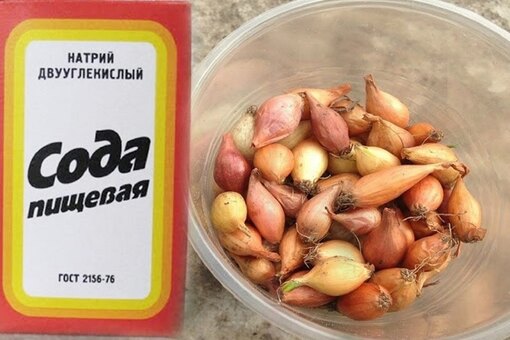 НАТРИЙ
ДВУУГЛЕКИСЛЫЙ
Сода
пищевая
ГОСТ 2156-76